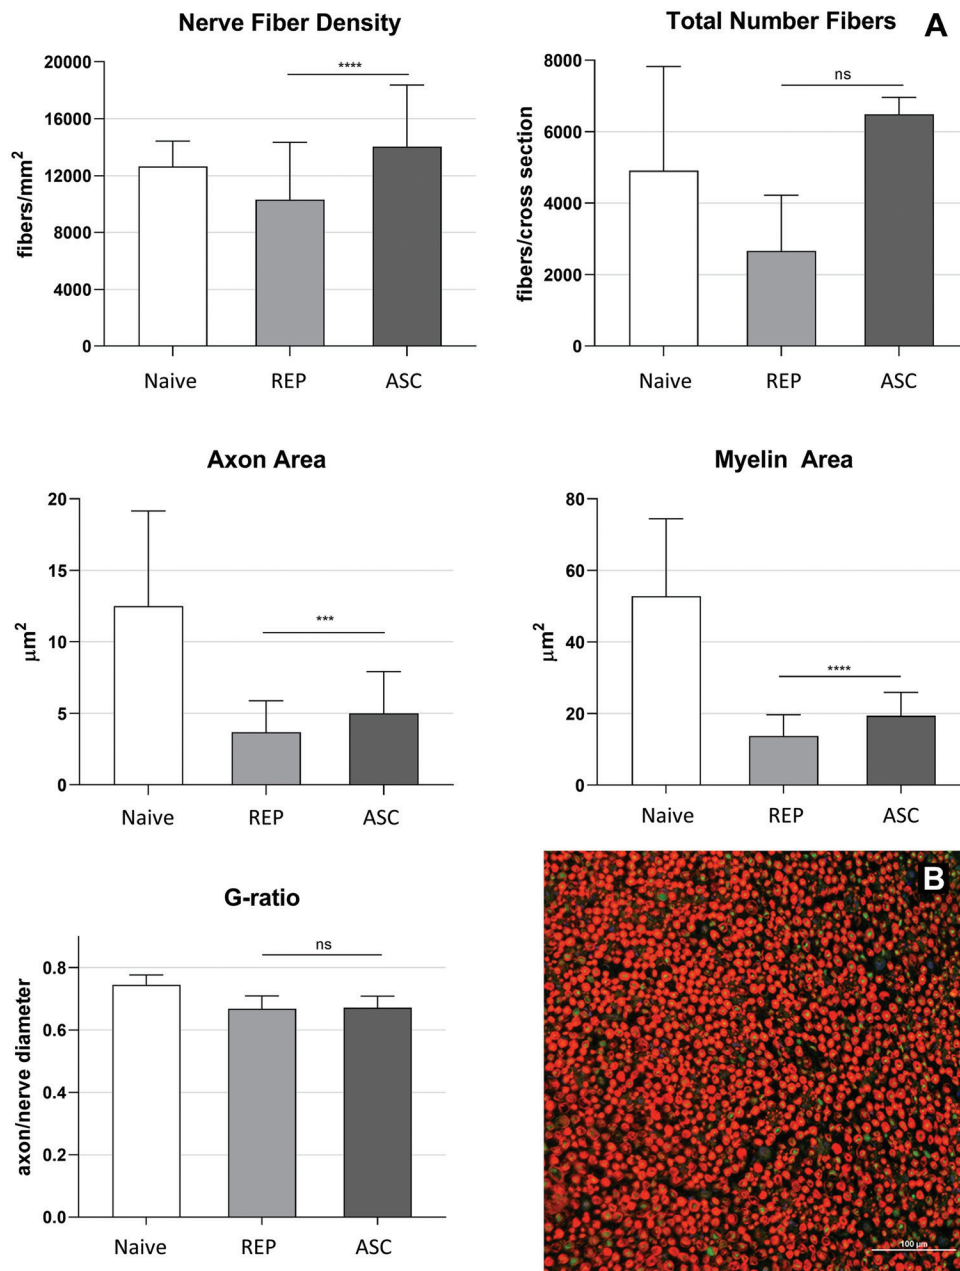 Nerve Fiber Density
20000
16000
12000
8000
4000
0
fibers/mm²
****
Naive
REP
ASC
Total Number Fibers
A
8000
6000
4000
2000
0
fibers/cross section
ns
Naive
REP
ASC
Axon Area
20
15
10
5
0
μm²
***
Naive
REP
ASC
Myelin Area
80
60
40
20
0
μm²
****
Naive
REP
ASC
G-ratio
0.8
0.6
0.4
0.2
0.0
axon/nerve diameter
ns
Naive
REP
ASC
B
100 μm